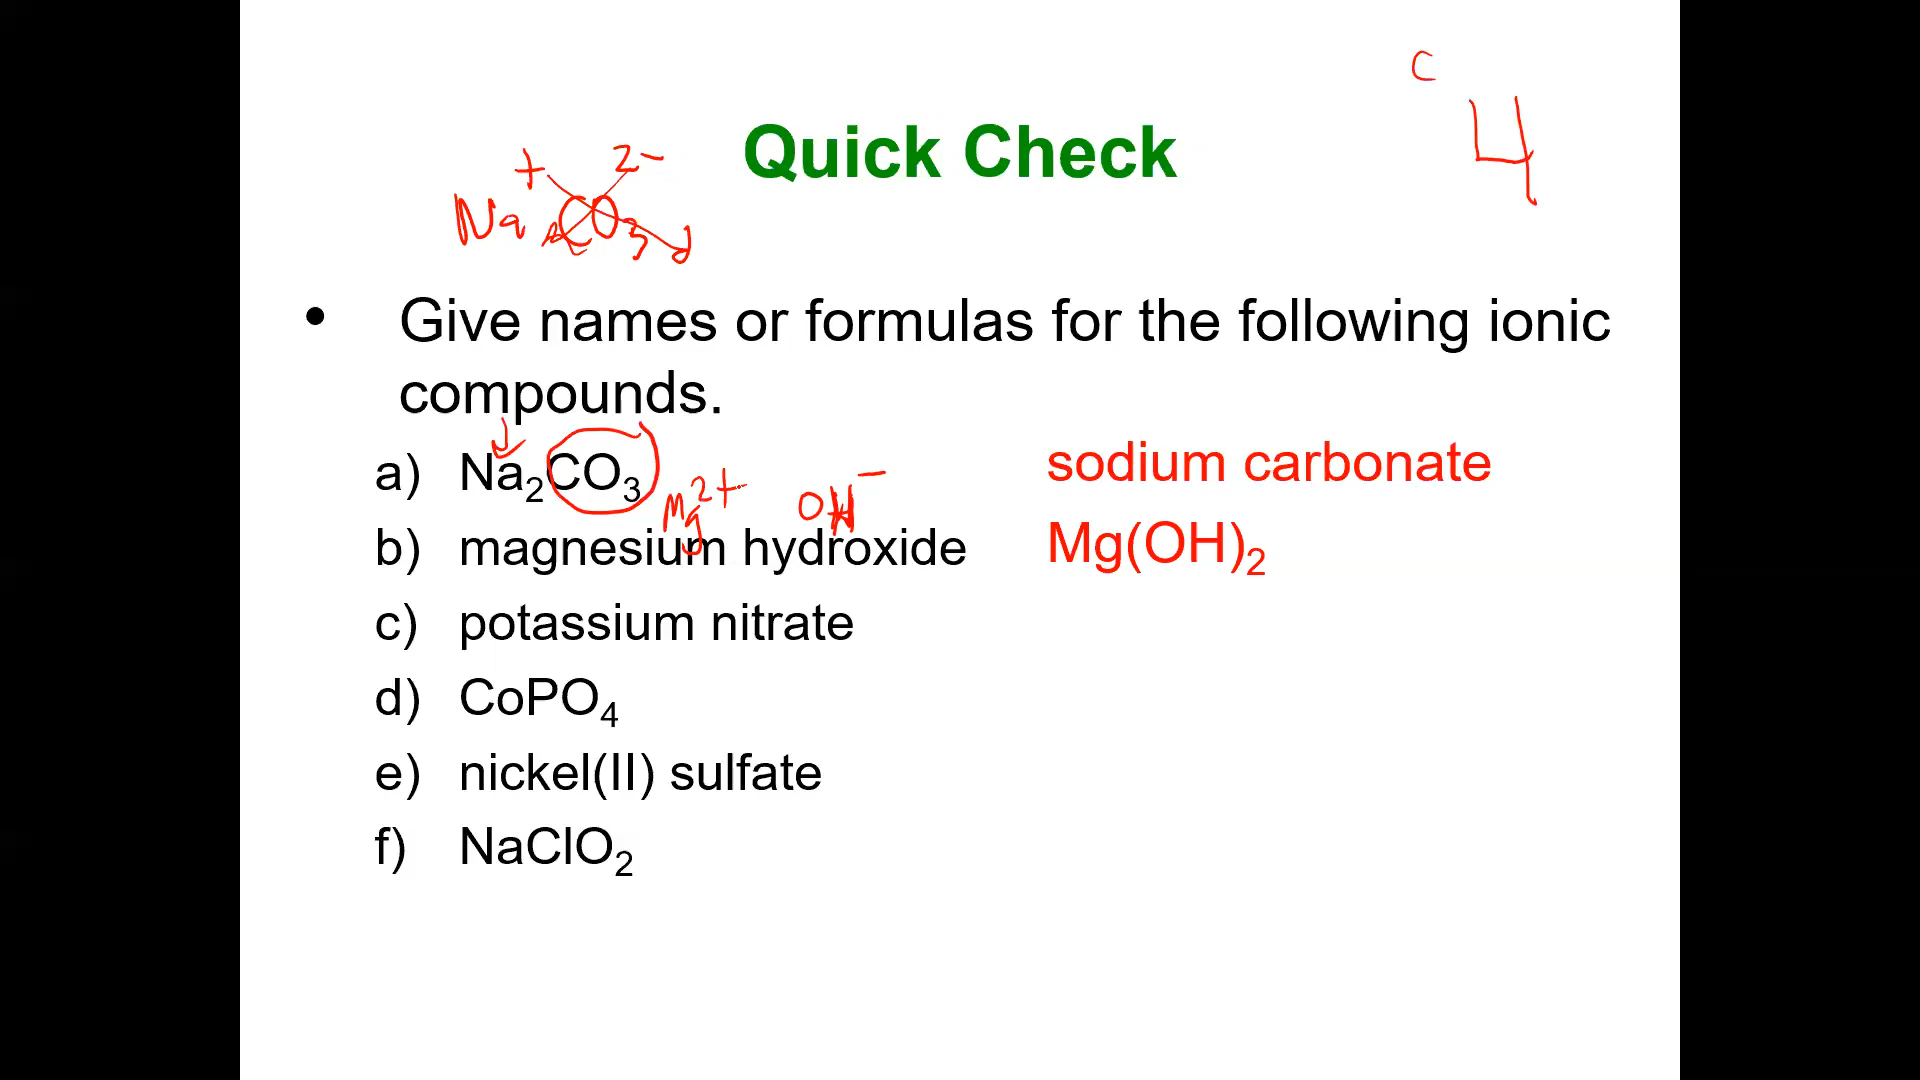 C
4
Quick Check
+ 2-
Na CO3
• Give names or formulas for the following ionic
compounds.
a) Na2CO3 sodium carbonate
Mg2+ OH-
b) magnesium hydroxide Mg(OH)2
c) potassium nitrate
d) CoPO4
e) nickel(II) sulfate
f) NaClO2